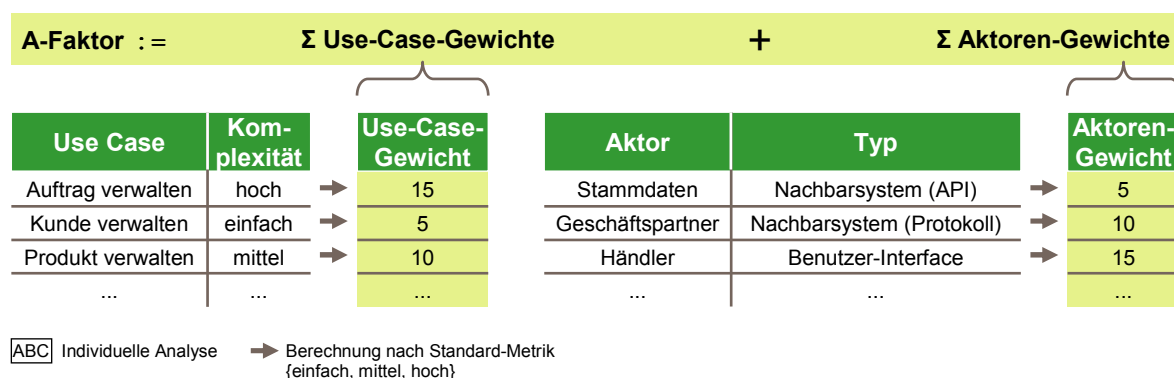 A-Faktor := Σ Use-Case-Gewichte + Σ Aktoren-Gewichte
Use Case Kom-plexität Use-Case-Gewicht Aktor Typ Aktoren-Gewicht
Auftrag verwalten hoch 15 Stammdaten Nachbarsystem (API) 5
Kunde verwalten einfach 5 Geschäftspartner Nachbarsystem (Protokoll) 10
Produkt verwalten mittel 10 Händler Benutzer-Interface 15
... ... ... ... ... ...
ABC Individuelle Analyse Berechnung nach Standard-Metrik
{einfach, mittel, hoch}